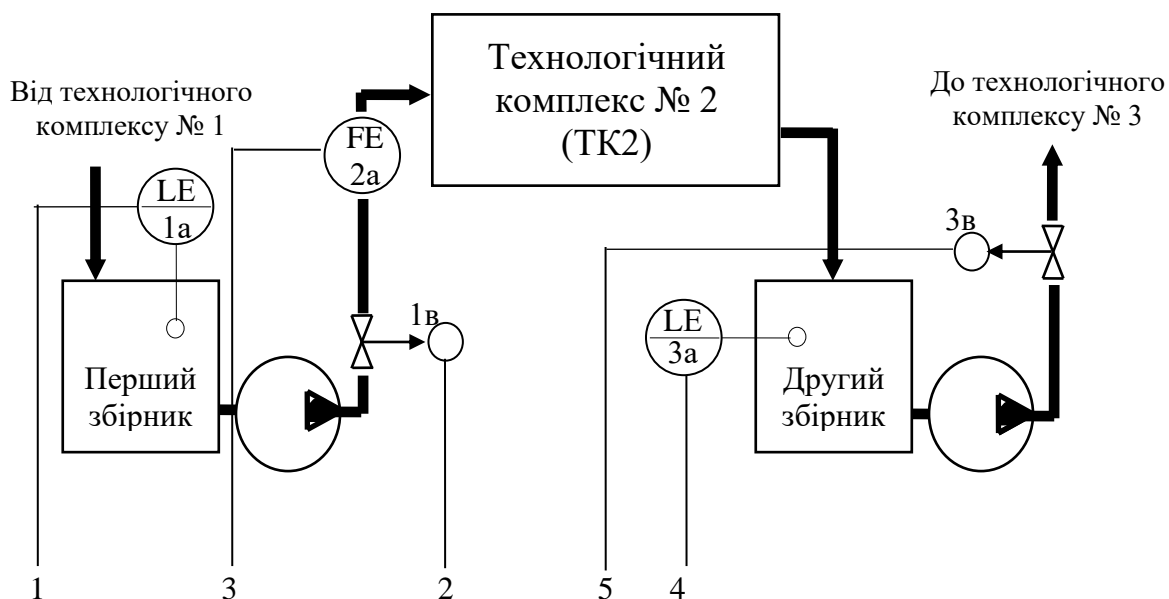 Технологічний
комплекс № 2
(ТК2)
Від технологічного
комплексу № 1
До технологічного
комплексу № 3
FE
2а
LE
1а
3в
1в
LE
3а
Перший
збірник
Другий
збірник
1
3
2
5
4